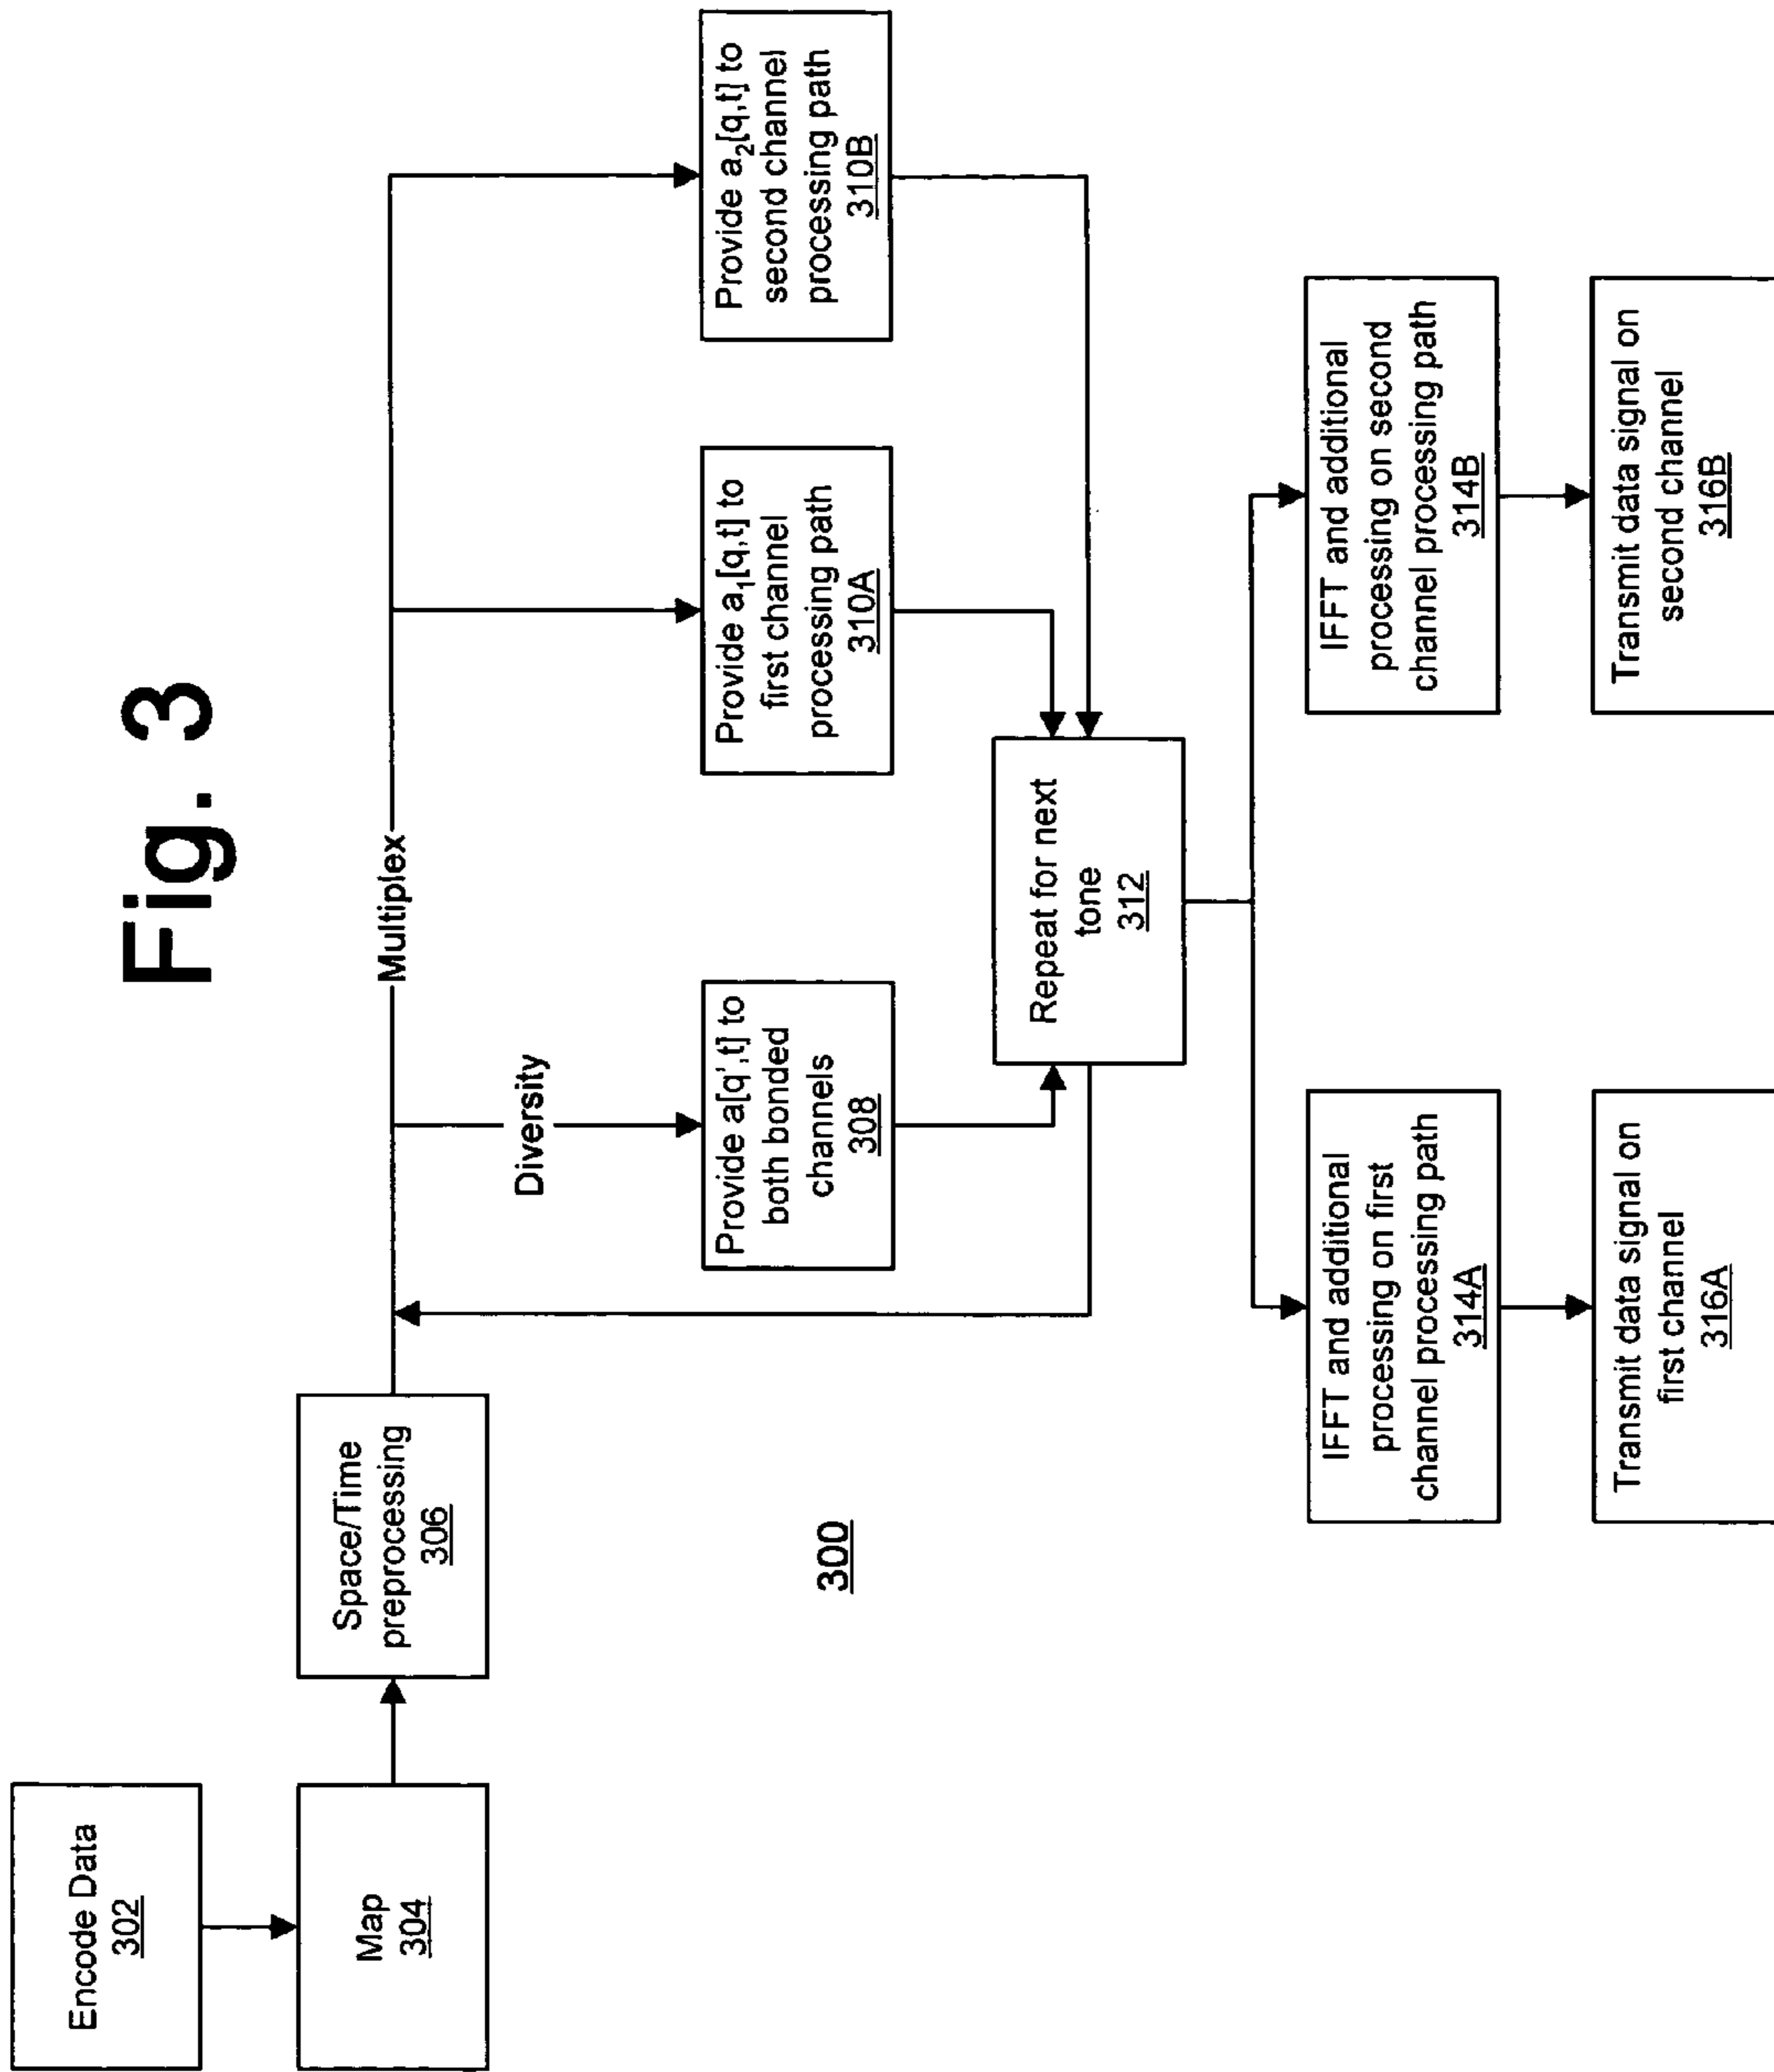 Fig. 3
Encode Data
302
Map
304
Space/Time
preprocessing
306
Multiplex
Diversity
Provide a[q',t] to
both bonded
channels
308
Provide a₁[q,t] to
first channel
processing path
310A
Provide a₂[q,t] to
second channel
processing path
310B
Repeat for next
tone
312
300
IFFT and additional
processing on first
channel processing path
314A
IFFT and additional
processing on second
channel processing path
314B
Transmit data signal on
first channel
316A
Transmit data signal on
second channel
316B